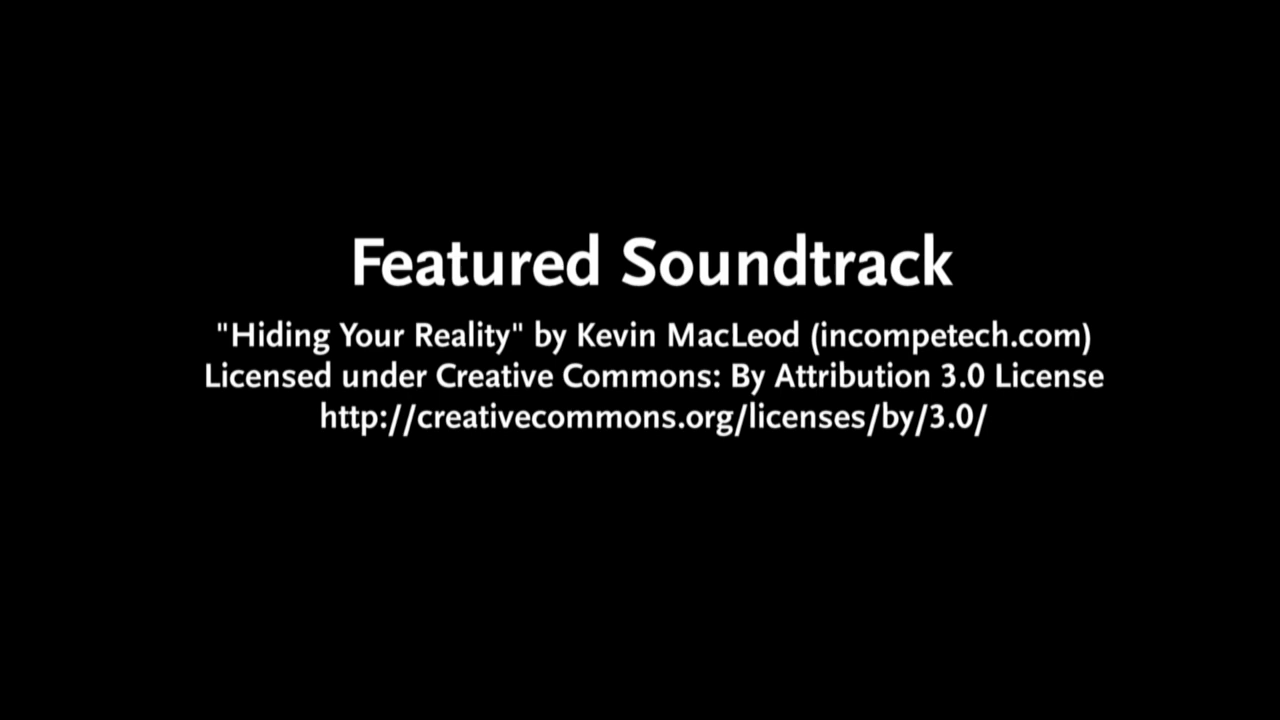 Featured Soundtrack
"Hiding Your Reality" by Kevin MacLeod (incompetech.com)
Licensed under Creative Commons: By Attribution 3.0 License
http://creativecommons.org/licenses/by/3.0/